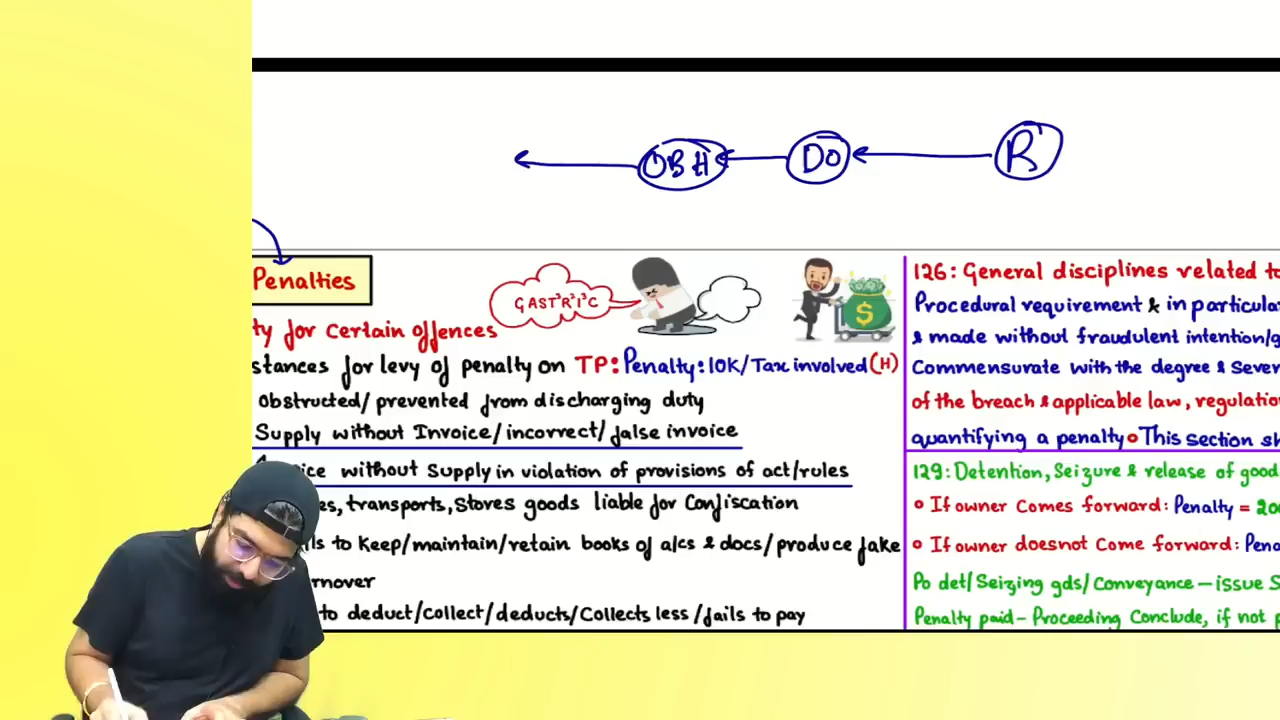 OBH DO R
Penalties
GAST³R²I³C
ty for Certain offences
stances for levy of penalty on TP: Penalty: 10K/Tax involved (H)
Obstructed/ prevented from discharging duty
Supply without Invoice/ incorrect/ false invoice
ice without Supply in violation of provisions of act/rules
es, transports, Stores goods liable for Confiscation
ls to Keep/maintain/retain books of a/cs & docs/ produce fake
rnover
to deduct/collect/deducts/Collects less /fails to pay
126: General disciplines related to
Procedural requirement & in particula
& made without fraudulent intention/g
Commensurate with the degree & Sever
of the breach & applicable law, regulation
quantifying a penalty o This section sh
129: Detention, Seizure & release of good
o If owner Comes forward: Penalty = 200
o If owner doesnot Come forward: Pena
Po det/Seizing gds/ Conveyance – issue S
Penalty paid – Proceeding Conclude, if not p